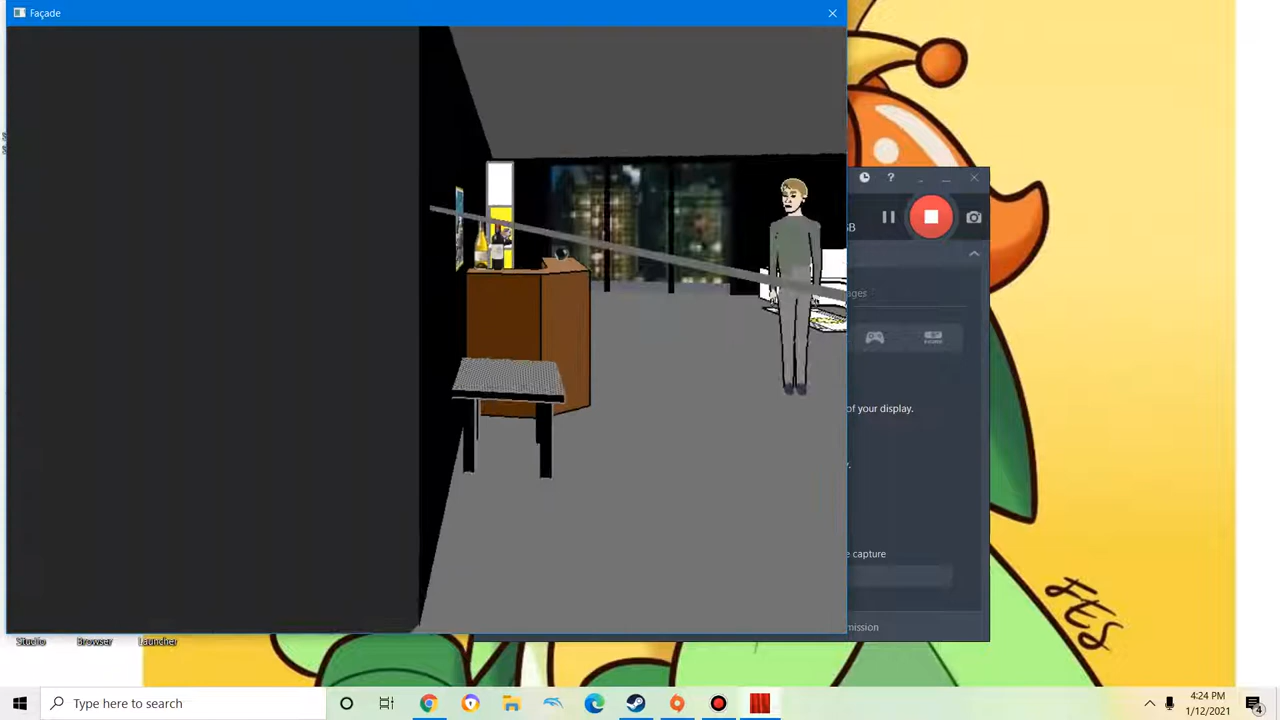 Façade
?
B
ages
of your display.
y.
e capture
mission
FES
Studio
Browser
Launcher
Type here to search
4:24 PM
1/12/2021
4